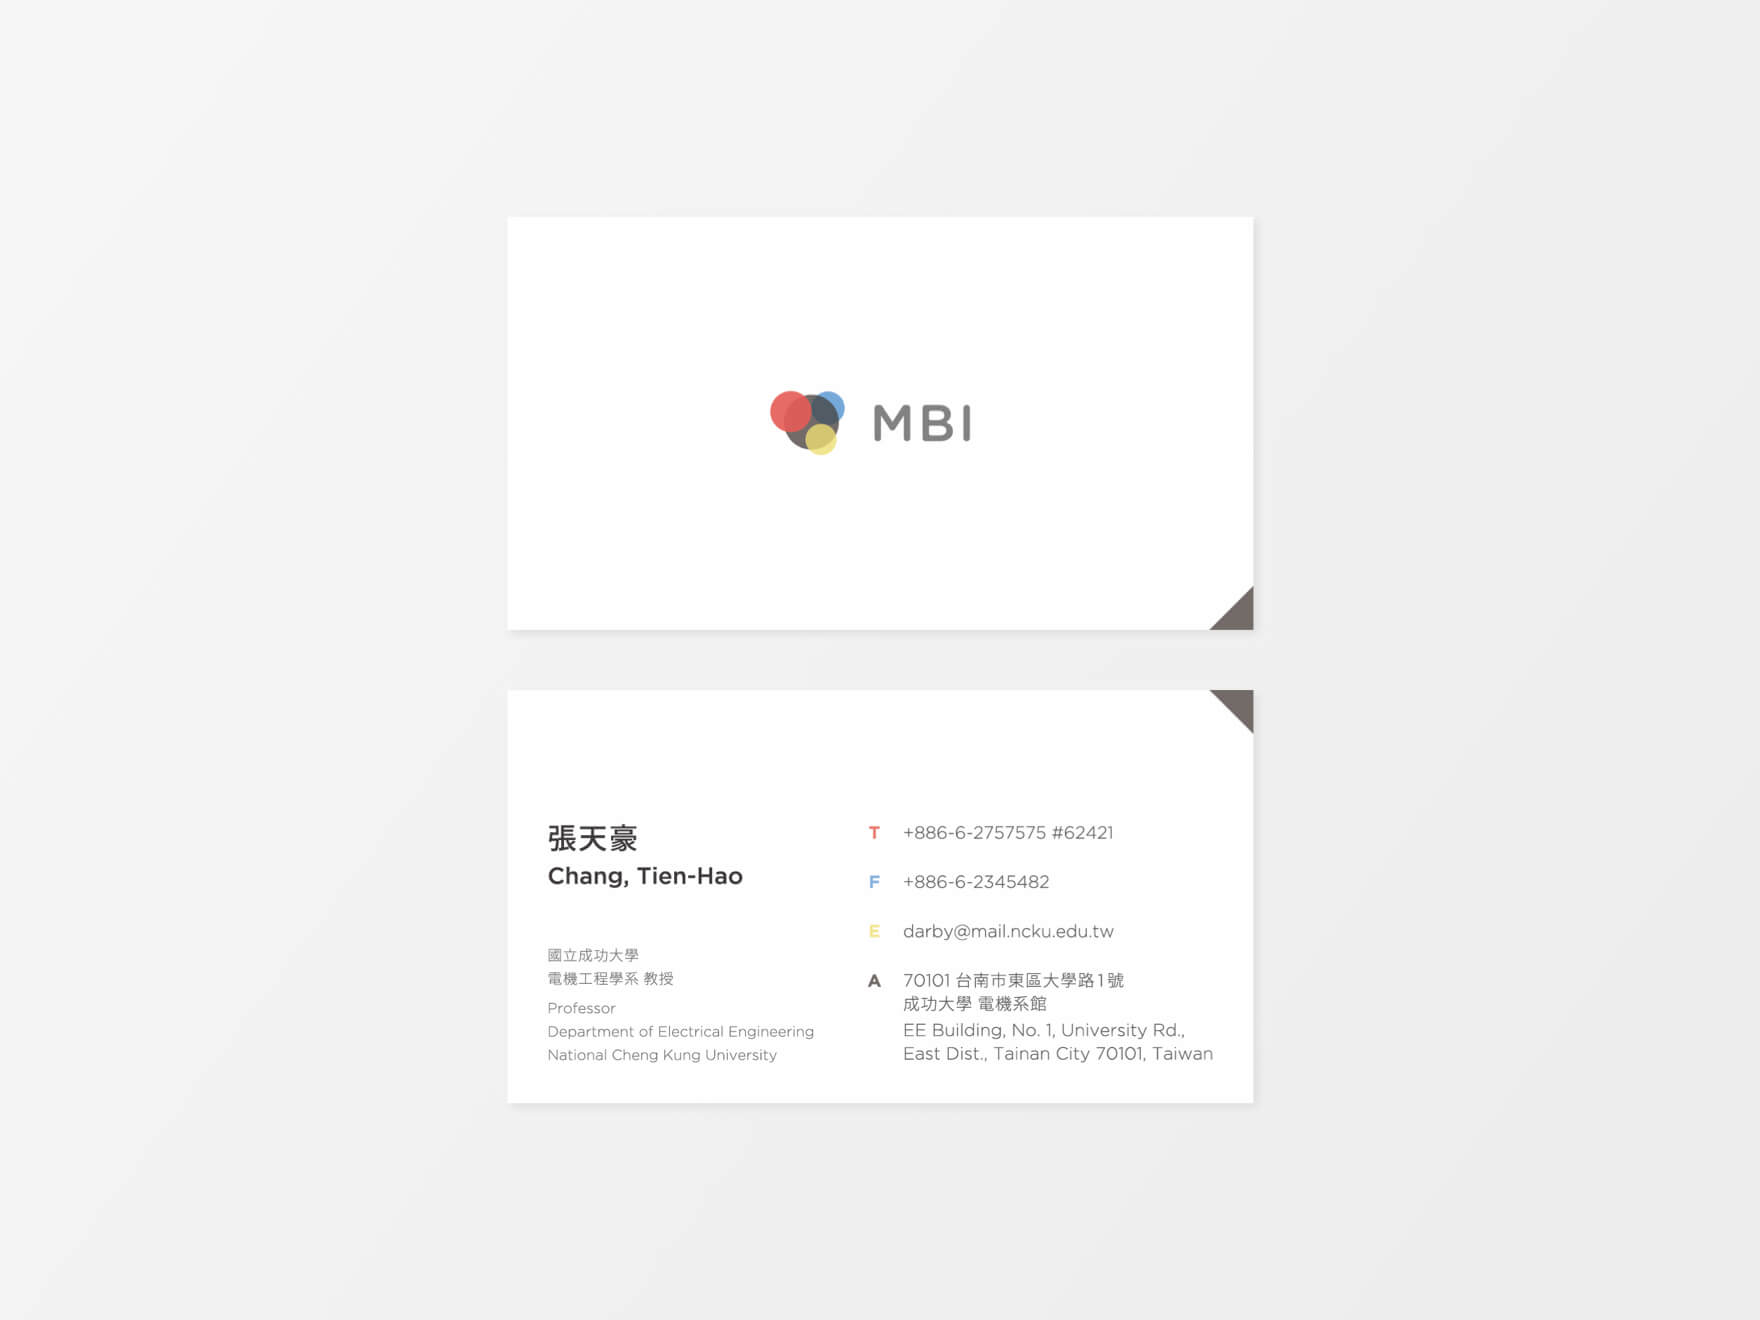 MBI
張天豪
Chang, Tien-Hao
國立成功大學
電機工程學系 教授
Professor
Department of Electrical Engineering
National Cheng Kung University
T +886-6-2757575 #62421
F +886-6-2345482
E darby@mail.ncku.edu.tw
A 70101 台南市東區大學路1號
成功大學 電機系館
EE Building, No. 1, University Rd.,
East Dist., Tainan City 70101, Taiwan